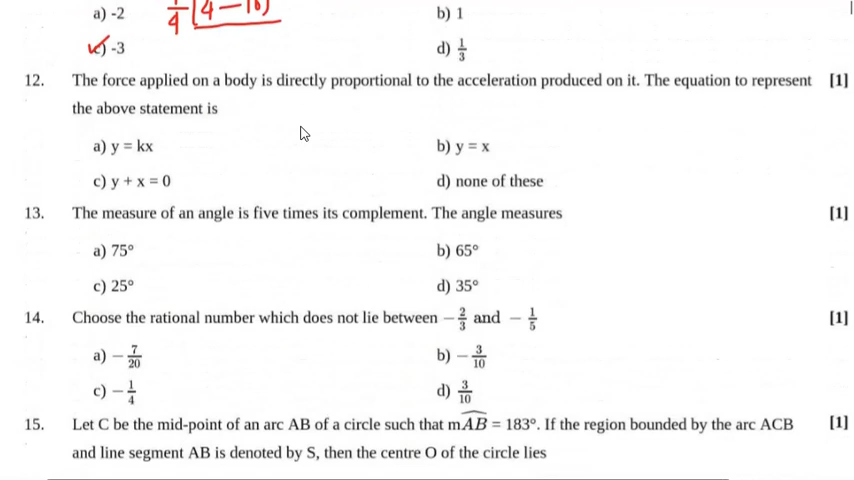 a) -2 1/4 [4 - 16) b) 1
c) -3 d) 1/3
12. The force applied on a body is directly proportional to the acceleration produced on it. The equation to represent [1]
the above statement is
a) y = kx b) y = x
c) y + x = 0 d) none of these
13. The measure of an angle is five times its complement. The angle measures [1]
a) 75° b) 65°
c) 25° d) 35°
14. Choose the rational number which does not lie between -2/3 and -1/5 [1]
a) -7/20 b) -3/10
c) -1/4 d) 3/10
15. Let C be the mid-point of an arc AB of a circle such that mAB = 183°. If the region bounded by the arc ACB [1]
and line segment AB is denoted by S, then the centre O of the circle lies